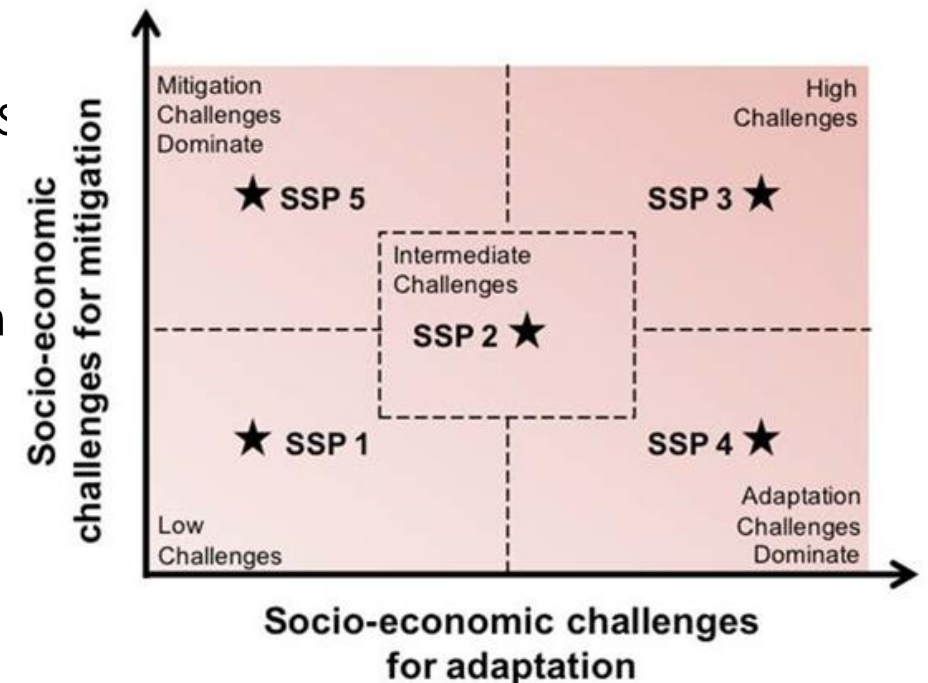 Mitigation
Challenges
Dominate
High
Challenges
SSP 5
SSP 3
Intermediate
Challenges
SSP 2
SSP 1
SSP 4
Low
Challenges
Adaptation
Challenges
Dominate
Socio-economic
challenges for mitigation
Socio-economic challenges
for adaptation